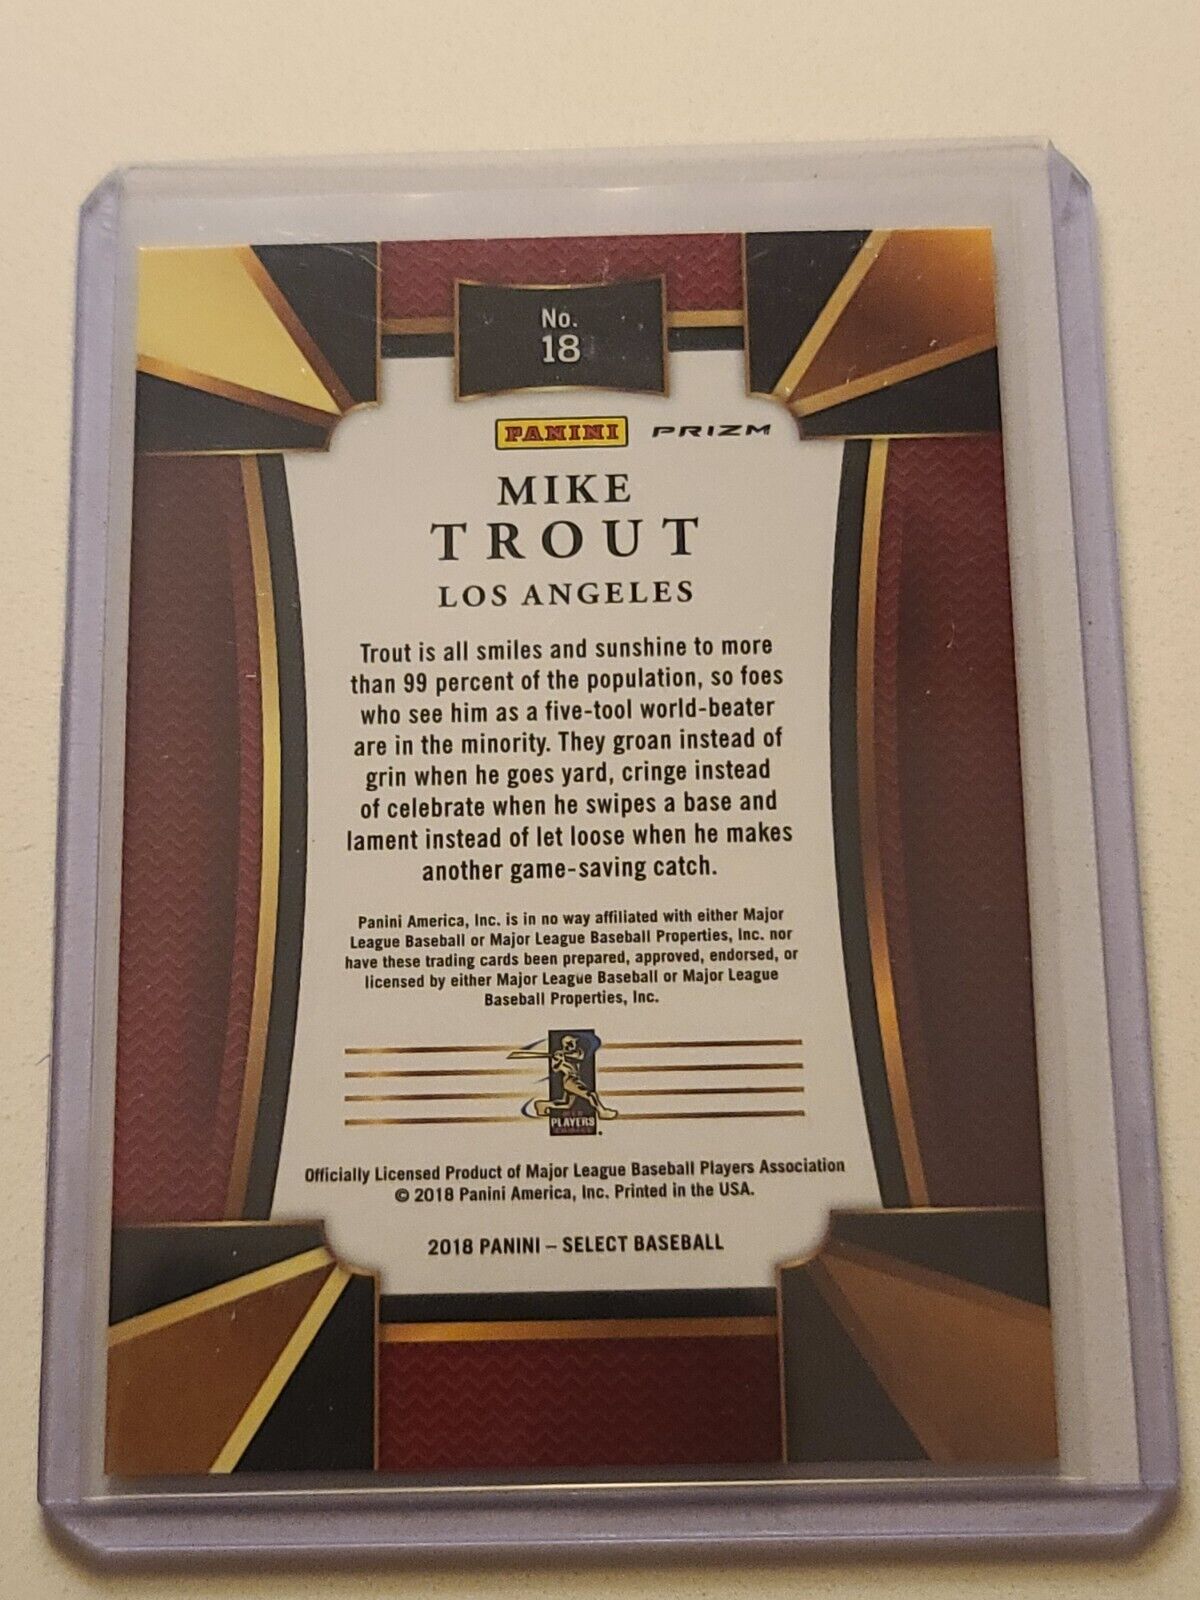 No.
18
PANINI PRIZM
MIKE
TROUT
LOS ANGELES
Trout is all smiles and sunshine to more
than 99 percent of the population, so foes
who see him as a five-tool world-beater
are in the minority. They groan instead of
grin when he goes yard, cringe instead
of celebrate when he swipes a base and
lament instead of let loose when he makes
another game-saving catch.
Panini America, Inc. is in no way affiliated with either Major
League Baseball or Major League Baseball Properties, Inc. nor
have these trading cards been prepared, approved, endorsed, or
licensed by either Major League Baseball or Major League
Baseball Properties, Inc.
PLAYERS
Officially Licensed Product of Major League Baseball Players Association
© 2018 Panini America, Inc. Printed in the USA.
2018 PANINI – SELECT BASEBALL